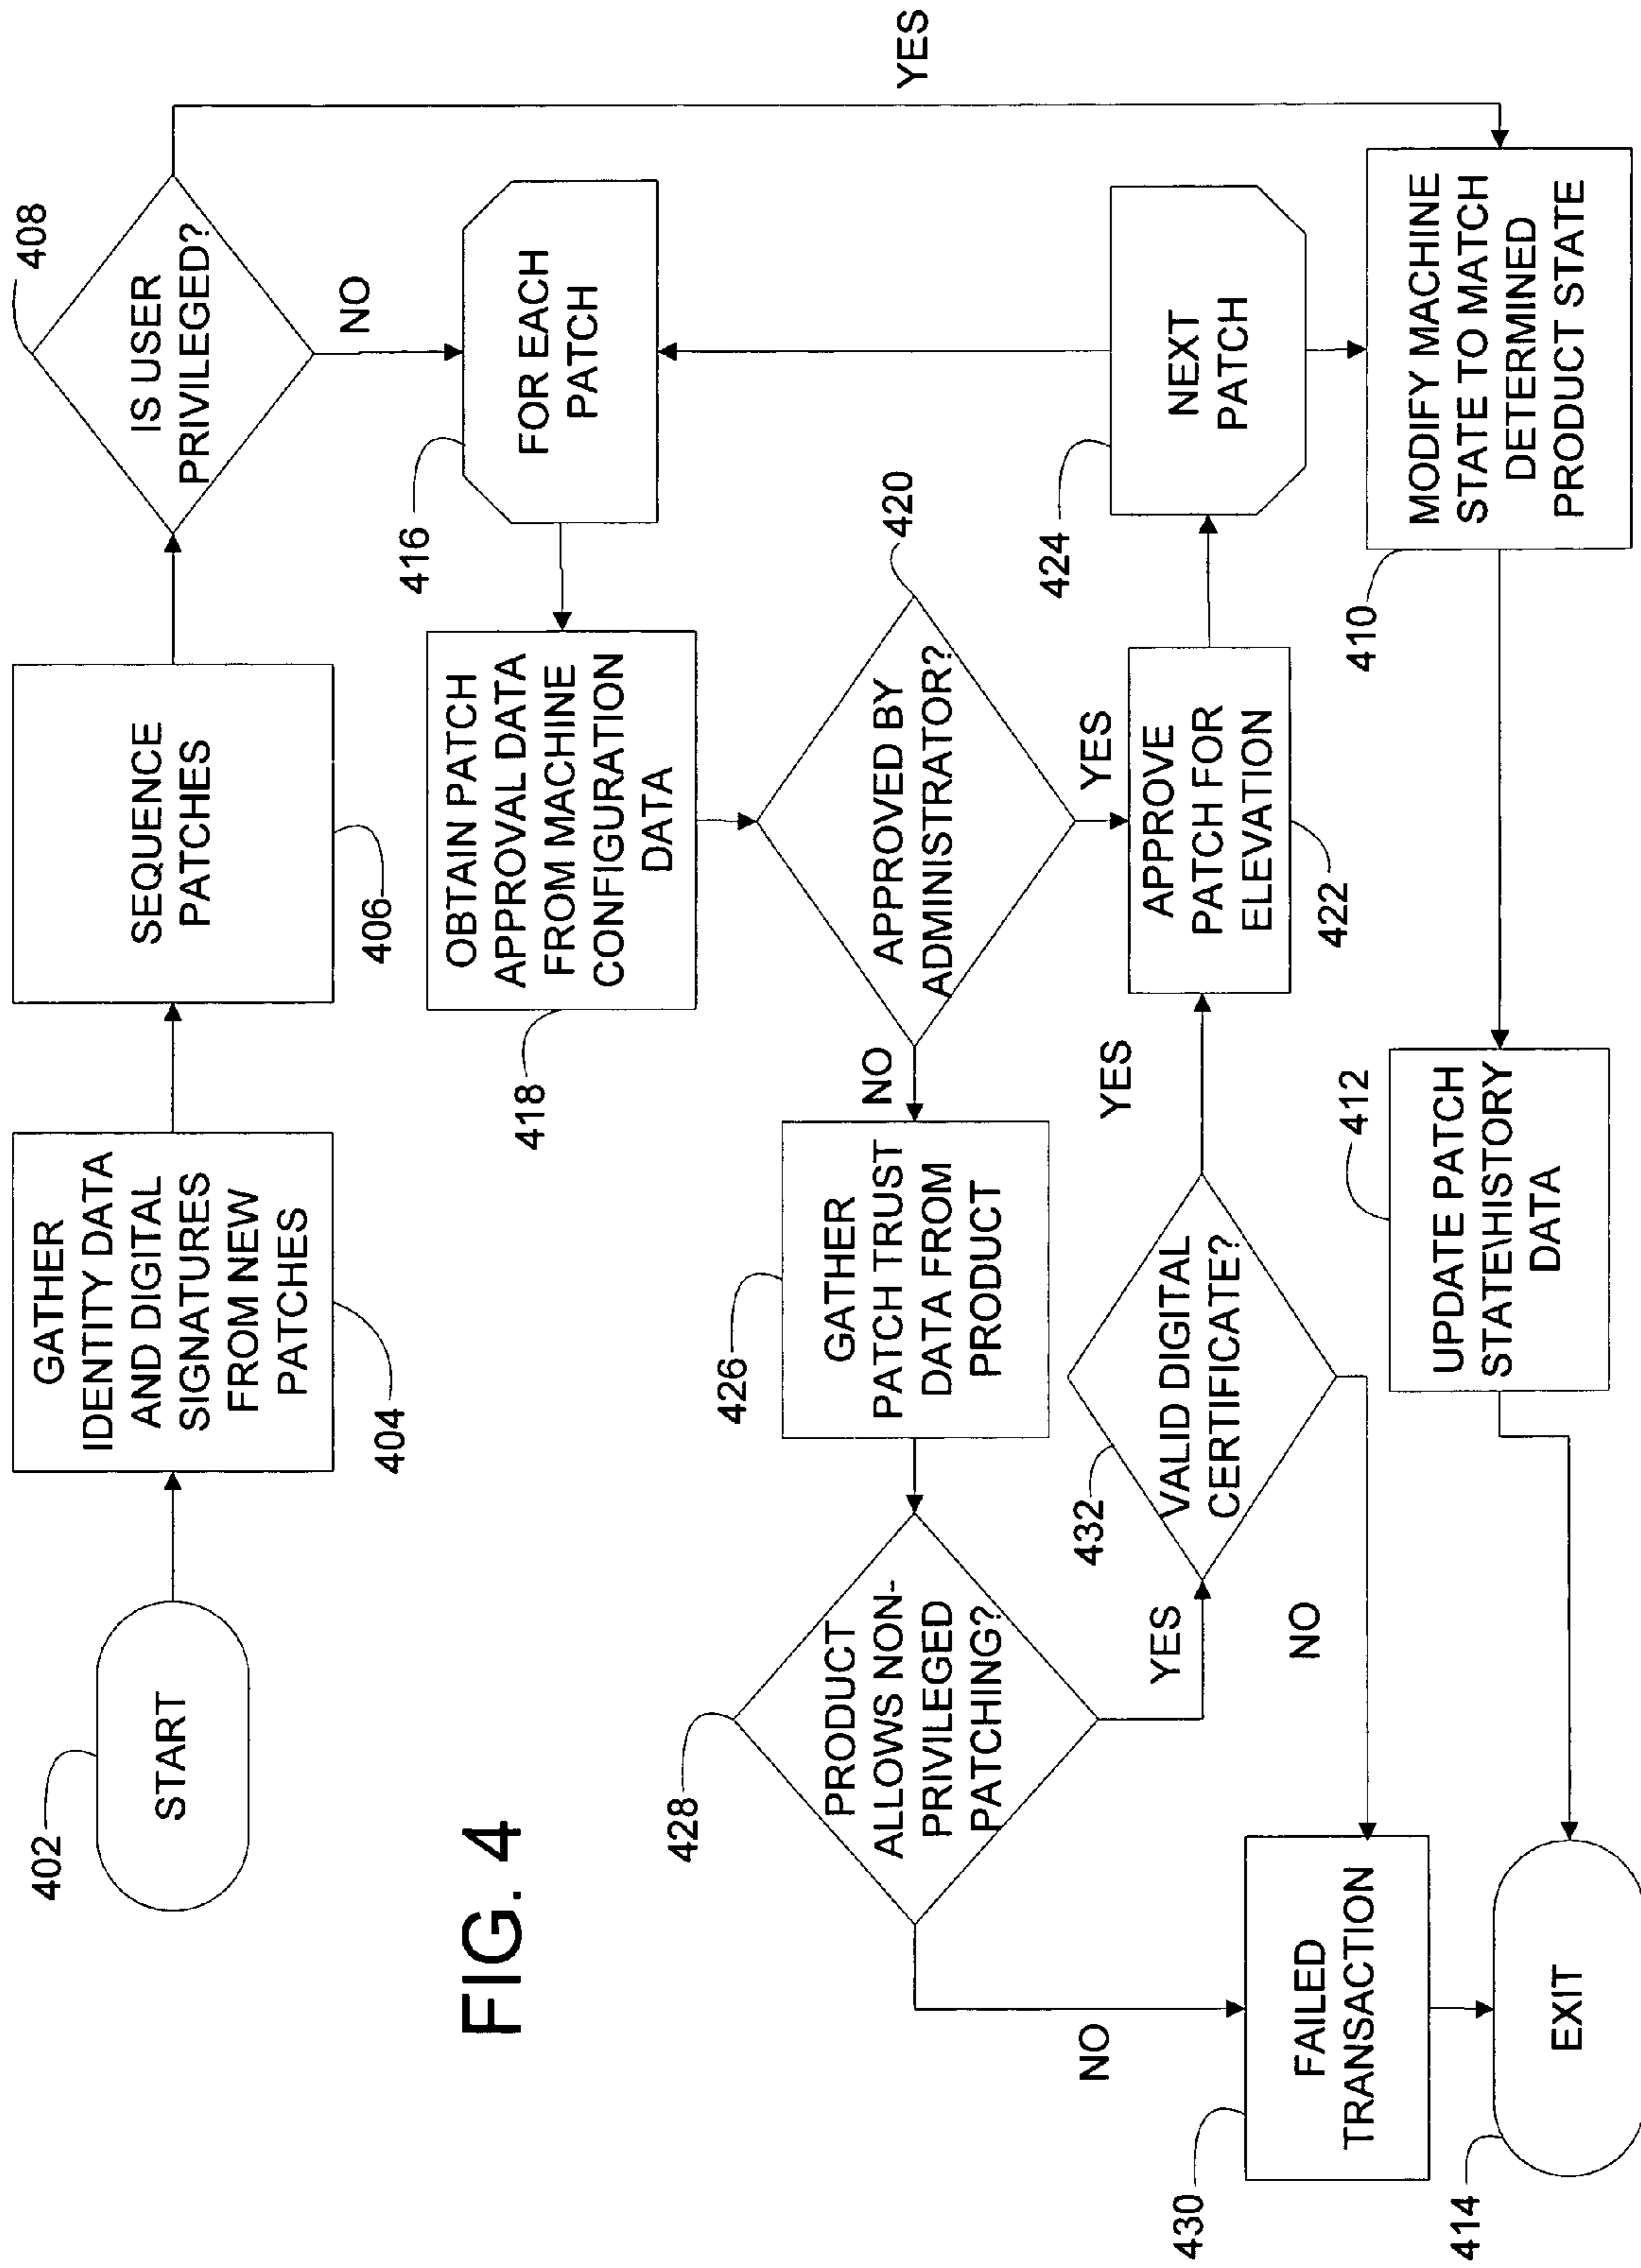 402
START
GATHER
IDENTITY DATA
AND DIGITAL
SIGNATURES
FROM NEW
PATCHES
404
SEQUENCE
PATCHES
406
408
IS USER
PRIVILEGED?
YES
NO
FOR EACH
PATCH
416
OBTAIN PATCH
APPROVAL DATA
FROM MACHINE
CONFIGURATION
DATA
418
APPROVED BY
ADMINISTRATOR?
420
NO
YES
GATHER
PATCH TRUST
DATA FROM
PRODUCT
426
PRODUCT
ALLOWS NON-
PRIVILEGED
PATCHING?
428
YES
NO
VALID DIGITAL
CERTIFICATE?
432
YES
NO
APPROVE
PATCH FOR
ELEVATION
422
NEXT
PATCH
424
MODIFY MACHINE
STATE TO MATCH
DETERMINED
PRODUCT STATE
410
UPDATE PATCH
STATE\HISTORY
DATA
412
FAILED
TRANSACTION
430
EXIT
414
FIG. 4